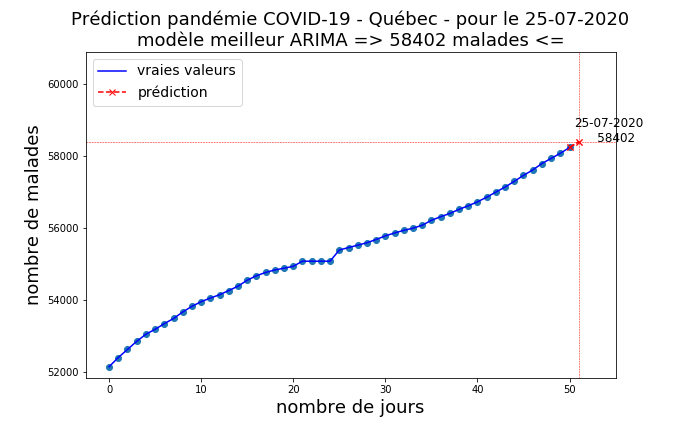 Prédiction pandémie COVID-19 - Québec - pour le 25-07-2020
modèle meilleur ARIMA => 58402 malades <=
vraies valeurs
prédiction
25-07-2020
58402
nombre de malades
60000
58000
56000
54000
52000
0 10 20 30 40 50
nombre de jours